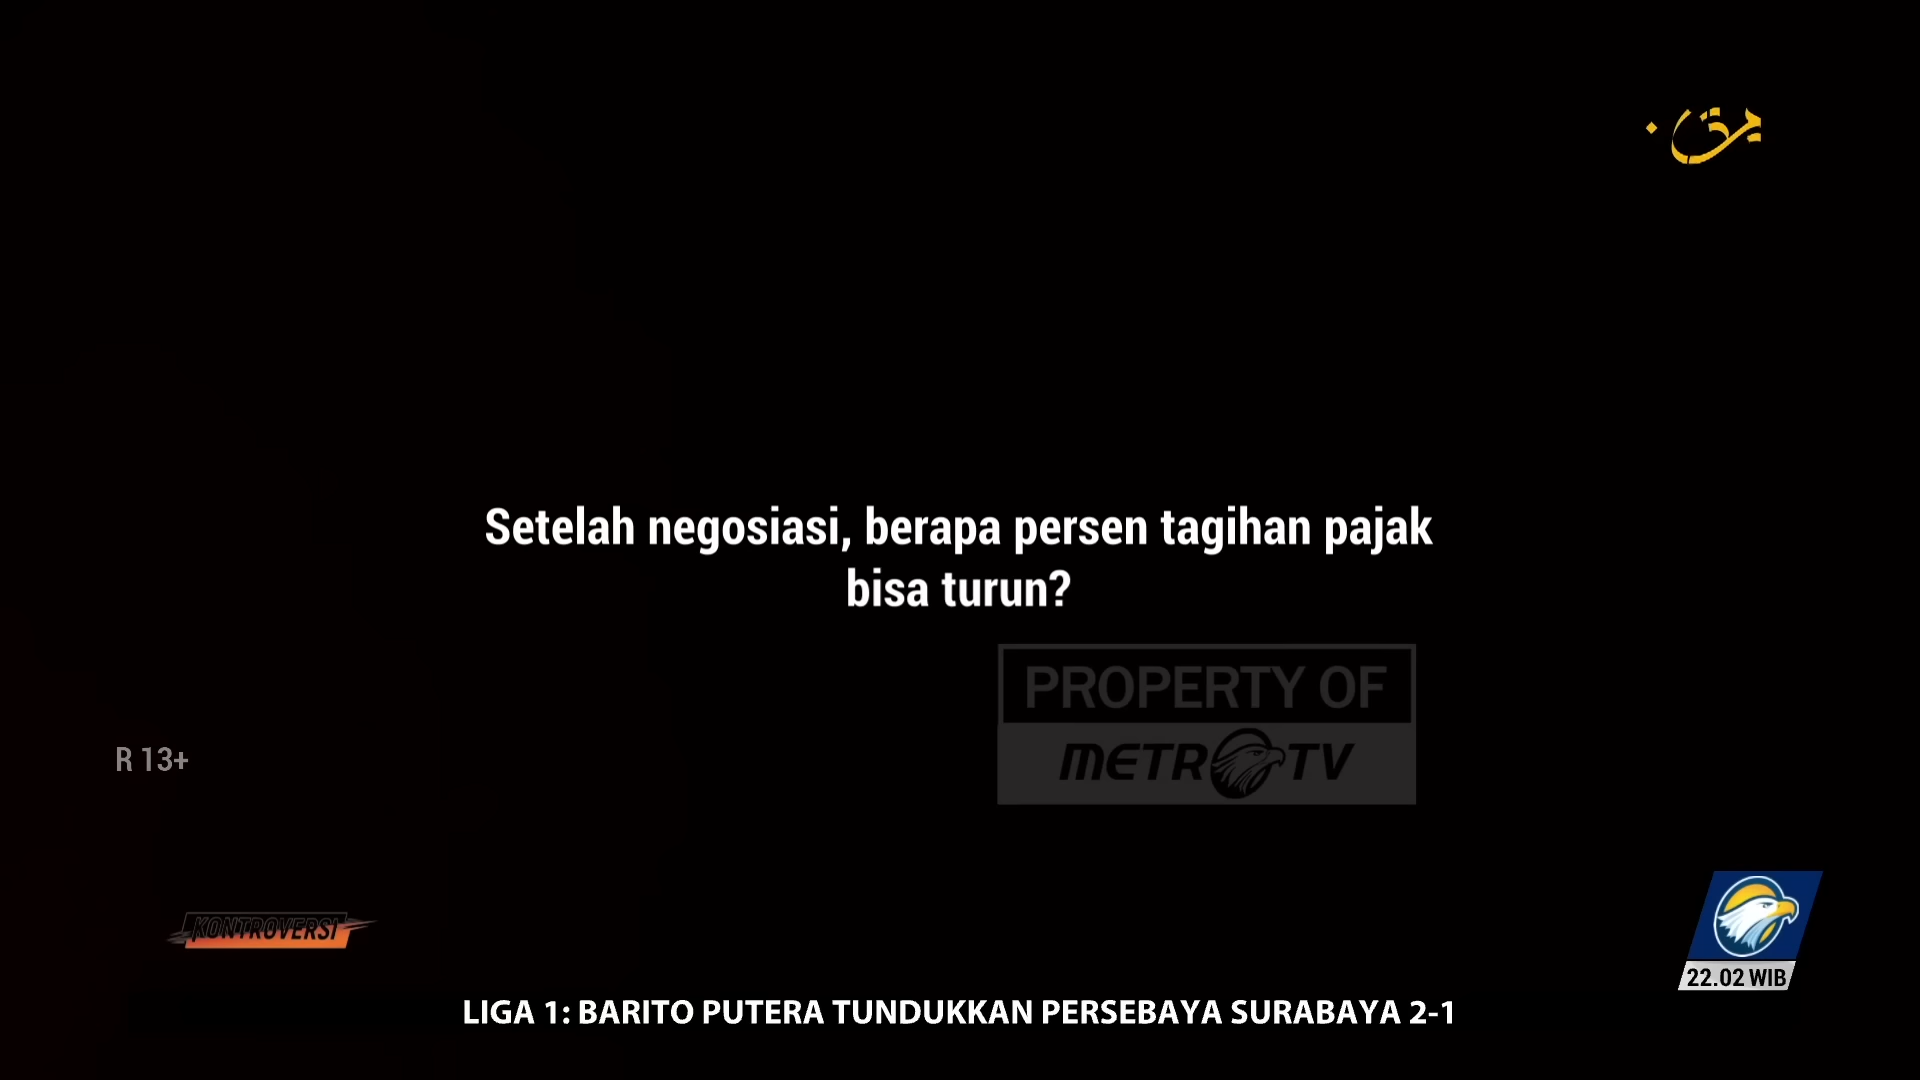 Setelah negosiasi, berapa persen tagihan pajak
bisa turun?
PROPERTY OF
METRO TV
R 13+
KONTROVERSI
22.02 WIB
LIGA 1: BARITO PUTERA TUNDUKKAN PERSEBAYA SURABAYA 2-1